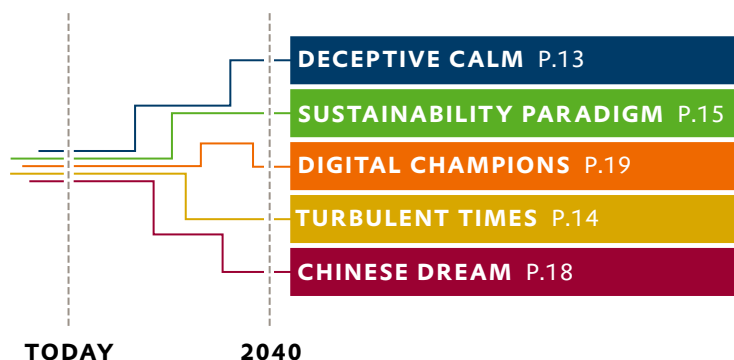 DECEPTIVE CALM P.13
SUSTAINABILITY PARADIGM P.15
DIGITAL CHAMPIONS P.19
TURBULENT TIMES P.14
CHINESE DREAM P.18
TODAY 2040